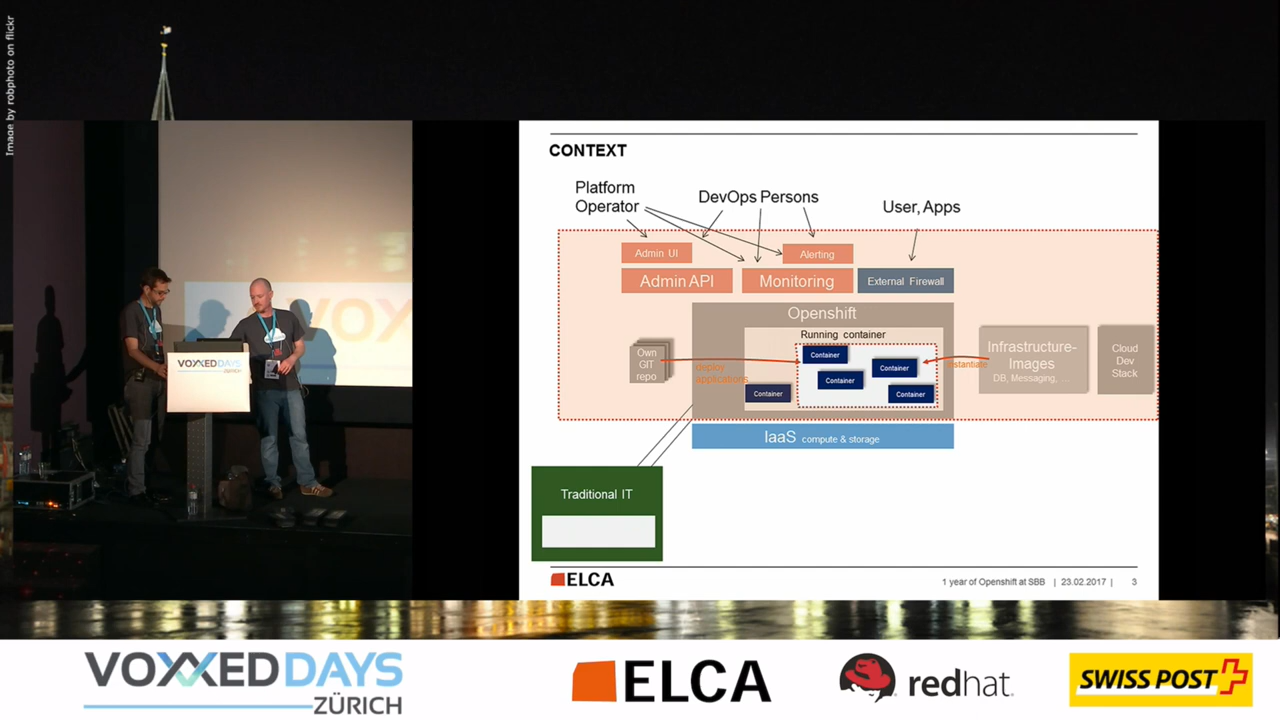 Image by robphoto on flickr
CONTEXT
Platform
Operator
DevOps Persons
User, Apps
Admin UI
Alerting
Admin API
Monitoring
External Firewall
Openshift
Running container
Own
GIT
repo
deploy
applications
Container
Container
Container
Container
Container
instantiate
Infrastructure-
Images
DB, Messaging, ...
Cloud
Dev
Stack
IaaS compute & storage
Traditional IT
ELCA
1 year of Openshift at SBB | 23.02.2017 | 3
VOXXED DAYS
ZÜRICH
VOX
VOXXED DAYS
ZÜRICH
ELCA
redhat.
SWISS POST